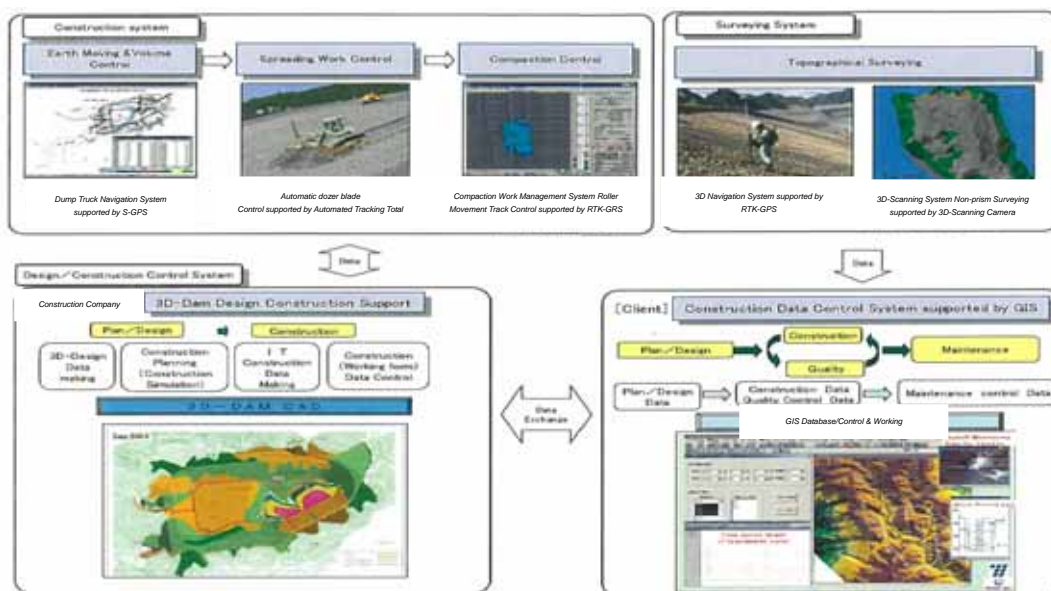 Construction system
Earth Moving & Volume
Control
Spreading Work Control
Compaction Control
Dump Truck Navigation System
supported by S-GPS
Automatic dozer blade
Control supported by Automated Tracking Total
Compaction Work Management System Roller
Movement Track Control supported by RTK-GRS
Surveying System
Topographical Surveying
3D Navigation System supported by
RTK-GPS
3D-Scanning System Non-prism Surveying
supported by 3D-Scanning Camera
Data
Data
Design/Construction Control System
Construction Company
3D-Dam Design Construction Support
Plan/Design
Construction
3D-Design
Data
making
Construction
Planning
(Construction
Simulation)
I T
Construction
Data
Making
Construction
(Working form)
Data Control
3D-DAM CAD
Data
Exchange
[Client]
Construction Data Control System supported by GIS
Plan/Design
Construction
Quality
Maintenance
Plan/Design
Data
Construction Data
Quality Control Data
Maintenance control Data
GIS Database/Control & Working